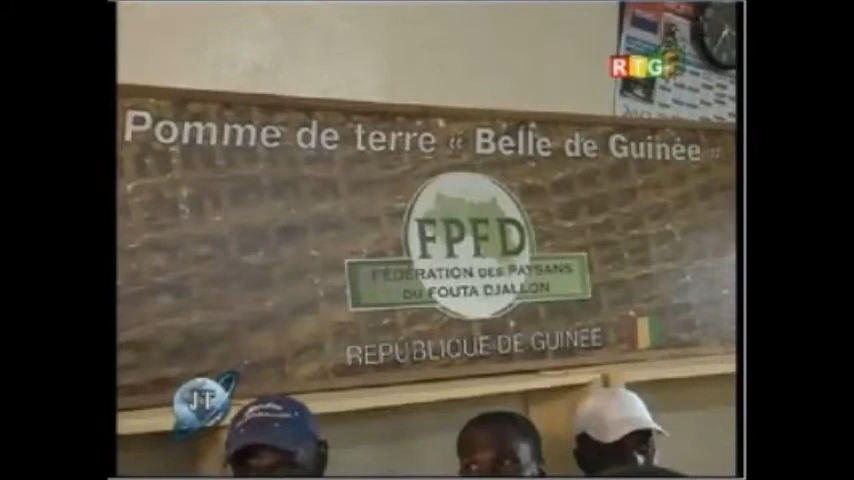 RTG
Pomme de terre « Belle de Guinée »
FPFD
FÉDÉRATION DES PAYSANS
DU FOUTA DJALLON
RÉPUBLIQUE DE GUINÉE
JT